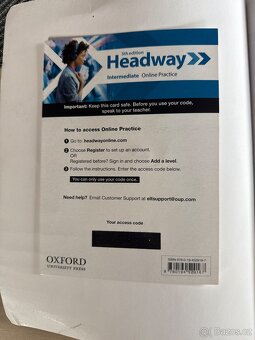 5th edition
Headway
Intermediate Online Practice
Important: Keep this card safe. Before you use your code,
speak to your teacher.
How to access Online Practice
1 Go to headwayonline.com
2 Choose Register to set up an account.
OR
Registered before? Sign in and choose Add a level.
3 Follow the instructions. Enter the access code below.
You can only use your code once.
Need help? Email Customer Support at eltsupport@oup.com
Your access code
OXFORD
UNIVERSITY PRESS
Bazoš.cz